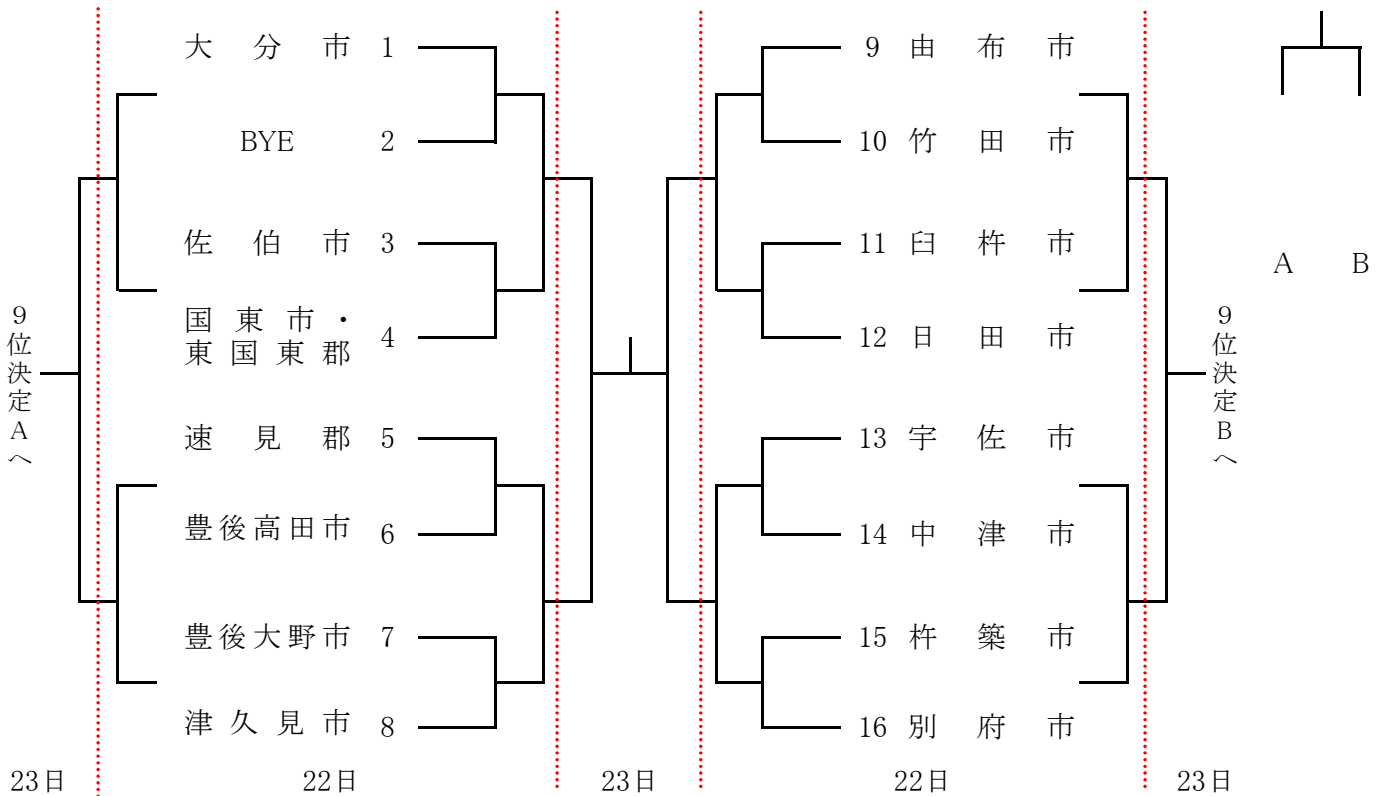 大分市 1
BYE 2
佐伯市 3
国東市・
東国東郡 4
速見郡 5
豊後高田市 6
豊後大野市 7
津久見市 8
9 由布市
10 竹田市
11 臼杵市
12 日田市
13 宇佐市
14 中津市
15 杵築市
16 別府市
9位決定Aへ
9位決定Bへ
A B
23日 22日 23日 22日 23日